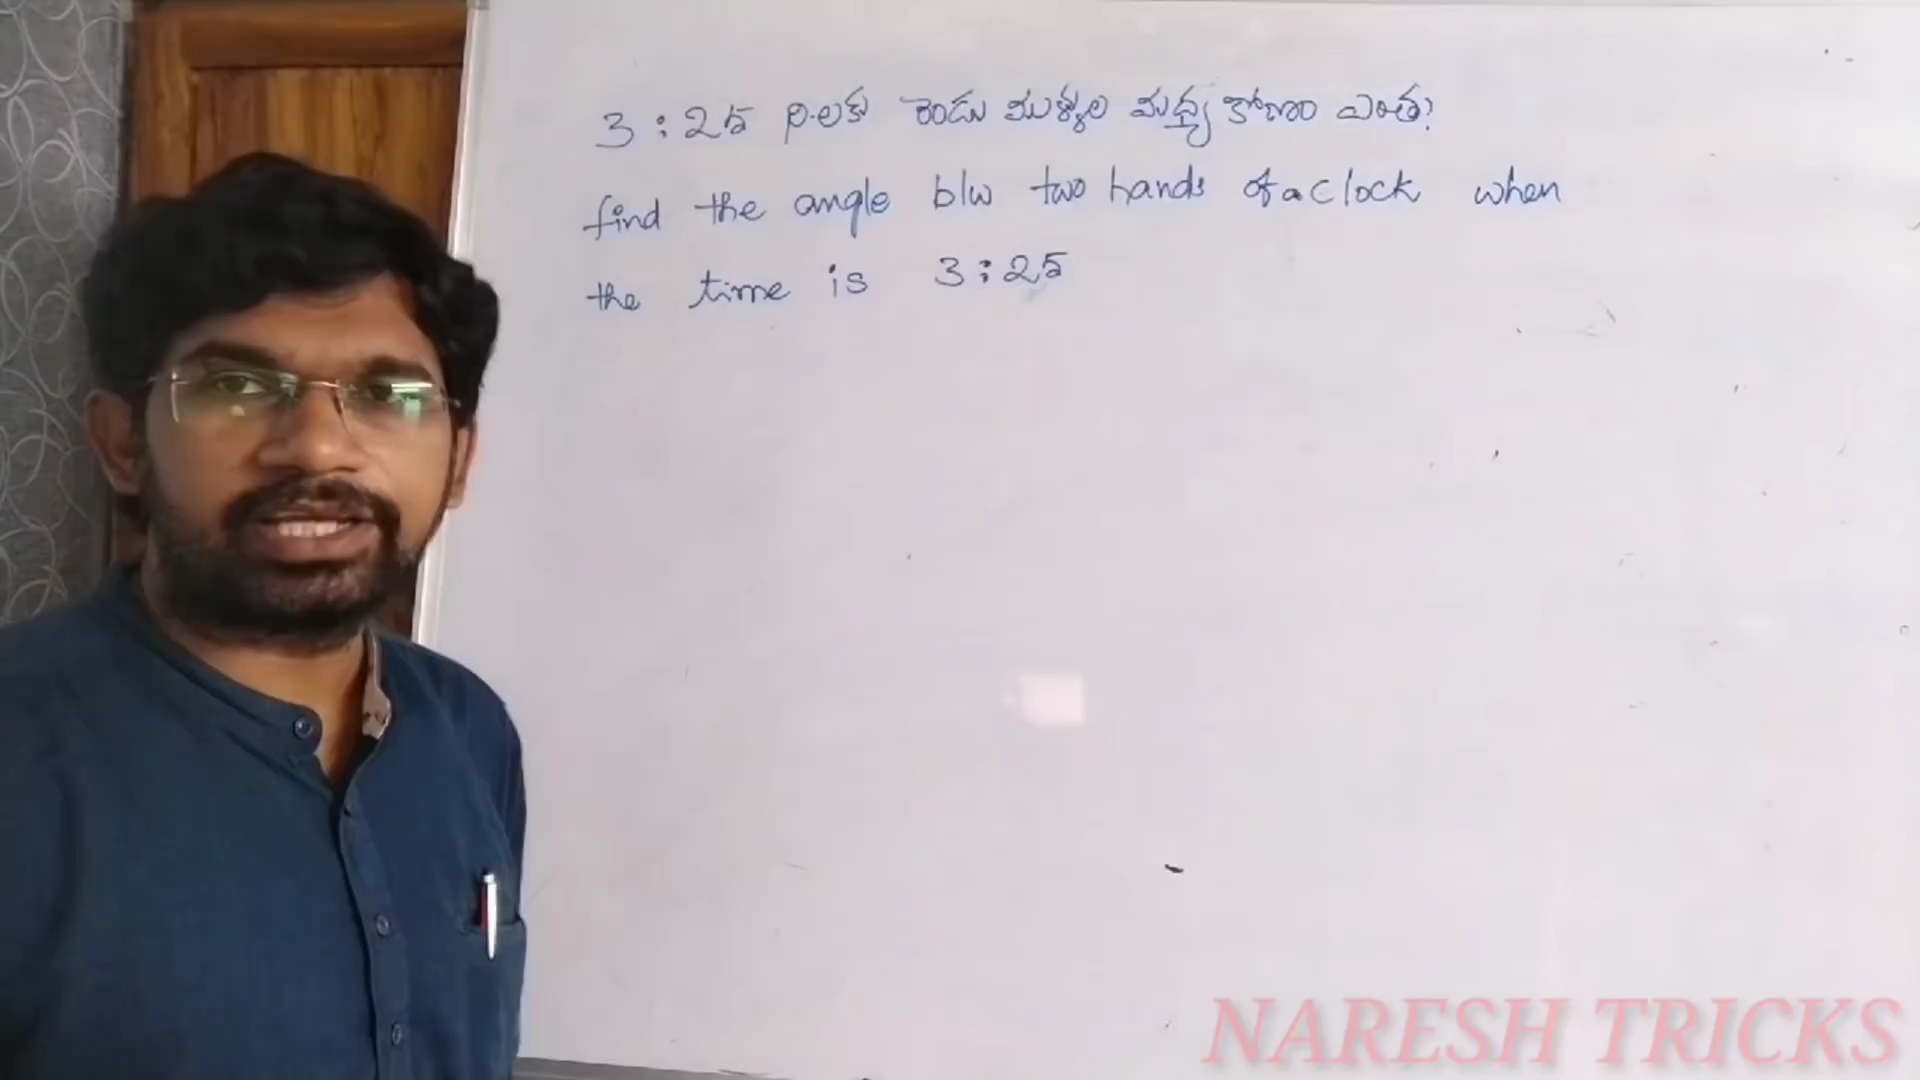 3:25 ని.లకు రెండు ముళ్ళల మధ్య కోణం ఎంత?
find the angle b/w two hands of a clock when
the time is 3:25
NARESH TRICKS